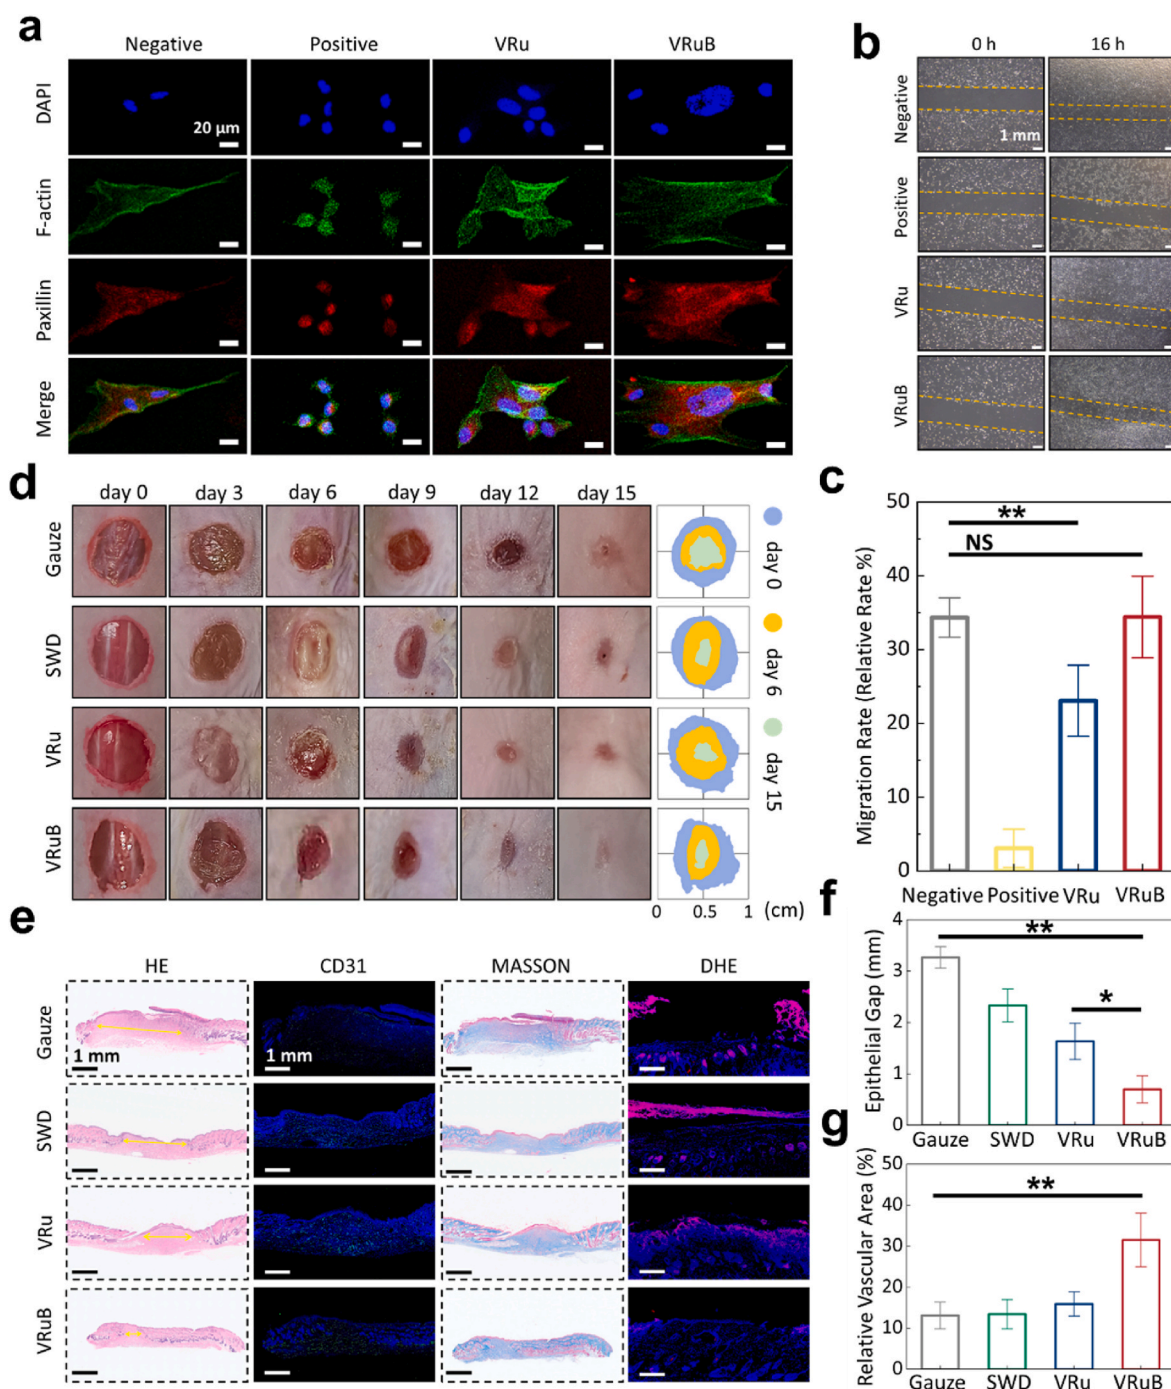 a
Negative Positive VRu VRuB
DAPI
20 μm
F-actin
Paxillin
Merge
b
0 h 16 h
Negative
1 mm
Positive
VRu
VRuB
c
50
40
30
20
10
0
Migration Rate (Relative Rate %)
**
NS
Negative Positive VRu VRuB
d
day 0 day 3 day 6 day 9 day 12 day 15
Gauze
SWD
VRu
VRuB
day 0
day 6
day 15
0 0.5 1 (cm)
e
HE CD31 MASSON DHE
Gauze
1 mm 1 mm
SWD
VRu
VRuB
f
4
3
2
1
0
Epithelial Gap (mm)
**
*
Gauze SWD VRu VRuB
g
50
40
30
20
10
0
Relative Vascular Area (%)
**
Gauze SWD VRu VRuB